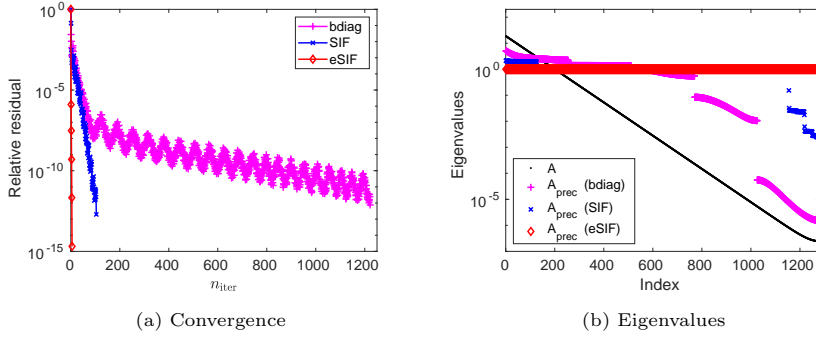 10^0
10^-5
10^-10
10^-15
Relative residual
0 200 400 600 800 1000 1200
n_iter
bdiag
SIF
eSIF
(a) Convergence
10^0
10^-5
Eigenvalues
0 200 400 600 800 1000 1200
Index
A
A_prec (bdiag)
A_prec (SIF)
A_prec (eSIF)
(b) Eigenvalues